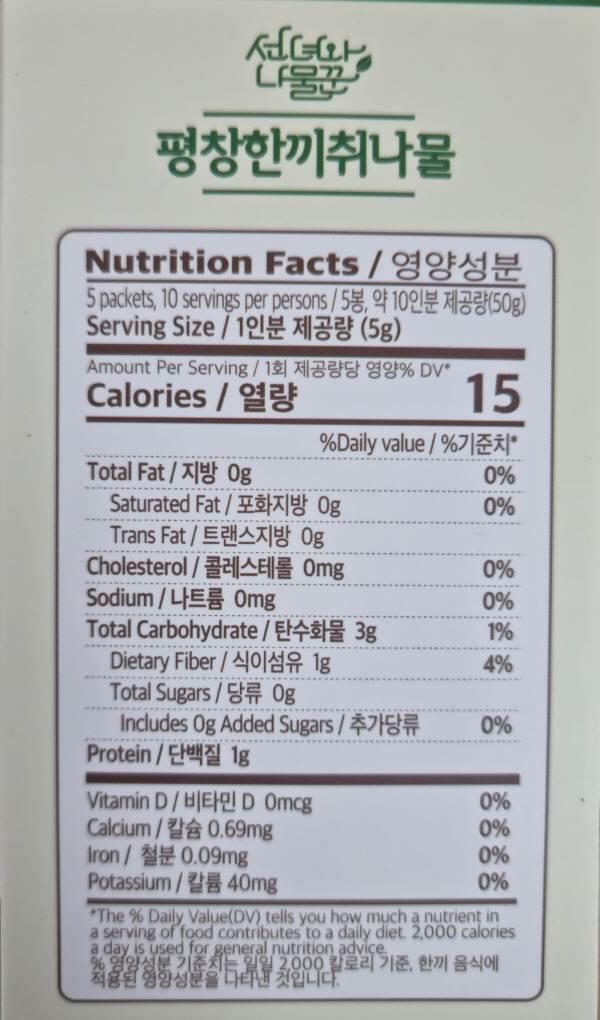 선녀와
나물꾼
평창한끼취나물
Nutrition Facts / 영양성분
5 packets, 10 servings per persons / 5봉, 약 10인분 제공량(50g)
Serving Size / 1인분 제공량 (5g)
Amount Per Serving / 1회 제공량당 영양% DV*
Calories / 열량 15
%Daily value / %기준치*
Total Fat / 지방 0g 0%
Saturated Fat / 포화지방 0g 0%
Trans Fat / 트랜스지방 0g
Cholesterol / 콜레스테롤 0mg 0%
Sodium / 나트륨 0mg 0%
Total Carbohydrate / 탄수화물 3g 1%
Dietary Fiber / 식이섬유 1g 4%
Total Sugars / 당류 0g
Includes 0g Added Sugars / 추가당류 0%
Protein / 단백질 1g
Vitamin D / 비타민 D 0mcg 0%
Calcium / 칼슘 0.69mg 0%
Iron / 철분 0.09mg 0%
Potassium / 칼륨 40mg 0%
*The % Daily Value(DV) tells you how much a nutrient in
a serving of food contributes to a daily diet. 2,000 calories
a day is used for general nutrition advice.
% 영양성분 기준치는 일일 2,000 칼로리 기준, 한끼 음식에
적용된 영양성분을 나타낸 것입니다.